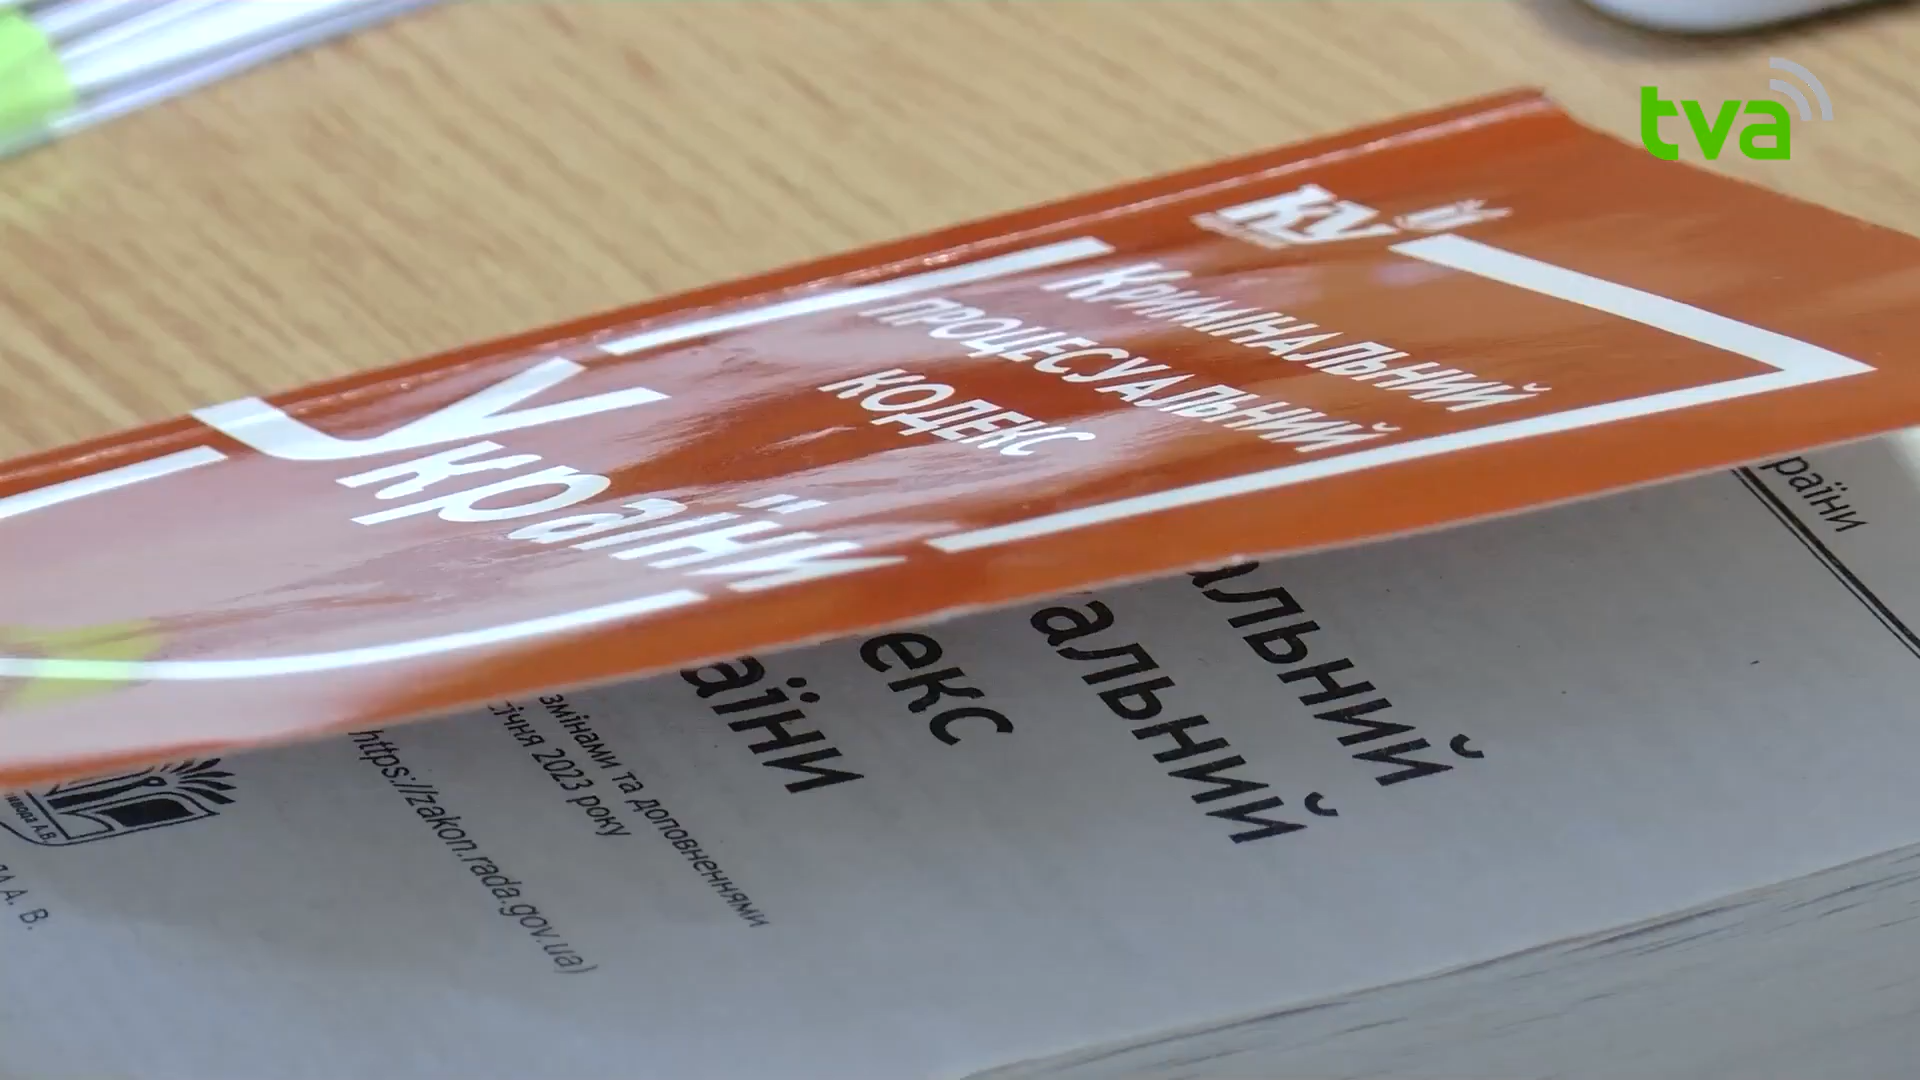 tva
КУ
Кримінальний
процесуальний
кодекс
України
раїни
альний
альний
екс
аїни
змінами та доповненнями
січня 2023 року
https://zakon.rada.gov.ua)
А. В.